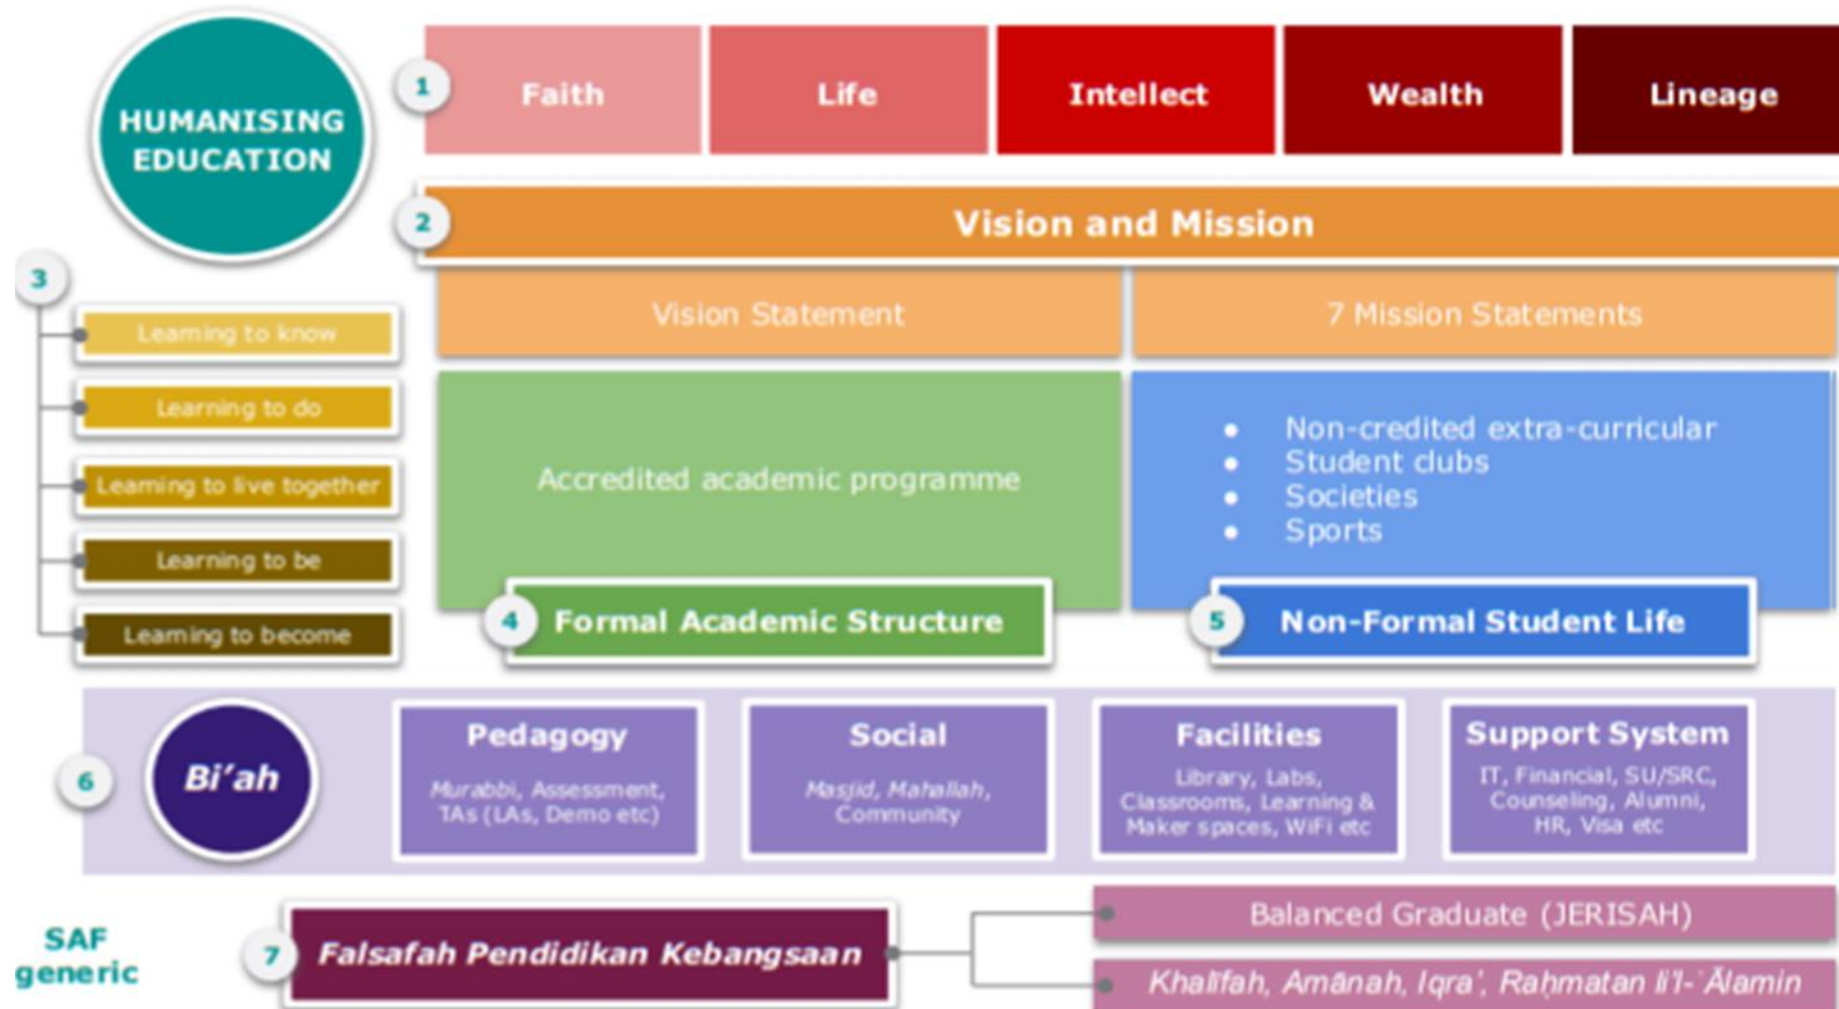 HUMANISING
EDUCATION
1
Faith
Life
Intellect
Wealth
Lineage
2
Vision and Mission
Vision Statement
7 Mission Statements
3
Learning to know
Learning to do
Learning to live together
Learning to be
Learning to become
Accredited academic programme
4
Formal Academic Structure
• Non-credited extra-curricular
• Student clubs
• Societies
• Sports
5
Non-Formal Student Life
6
Bi’ah
Pedagogy
Murabbi, Assessment,
TAs (LAs, Demo etc)
Social
Masjid, Mahallah,
Community
Facilities
Library, Labs,
Classrooms, Learning &
Maker spaces, WiFi etc
Support System
IT, Financial, SU/SRC,
Counseling, Alumni,
HR, Visa etc
SAF
generic
7
Falsafah Pendidikan Kebangsaan
Balanced Graduate (JERISAH)
Khalīfah, Amānah, Iqra’, Raḥmatan li’l-ʿĀlamin